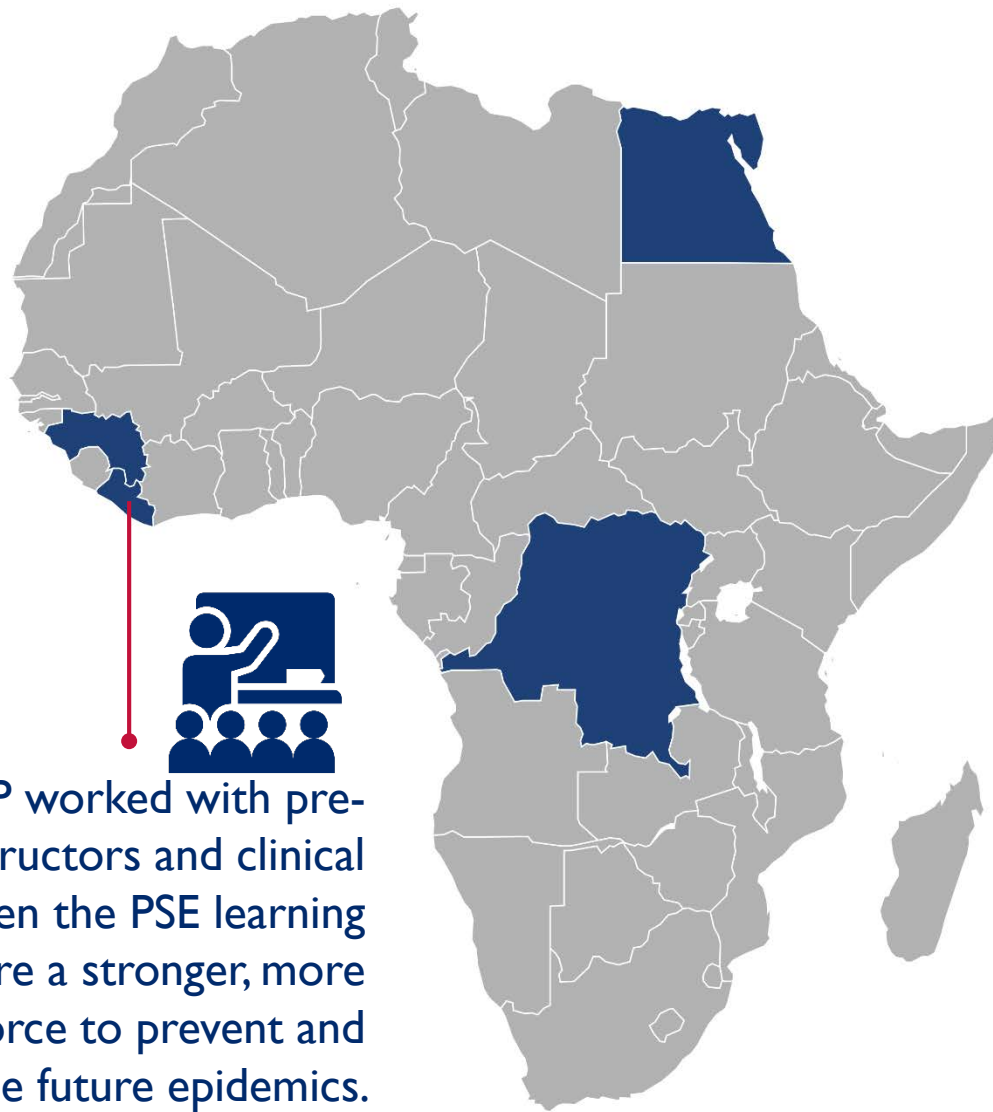 P worked with pre-
ructors and clinical
en the PSE learning
re a stronger, more
orce to prevent and
e future epidemics.